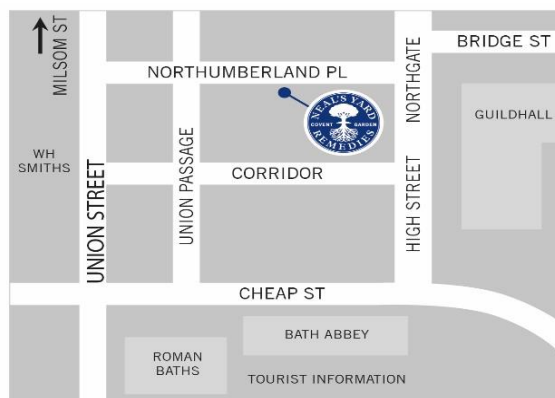 MILSOM ST
BRIDGE ST
NORTHUMBERLAND PL
NORTHGATE
NEAL'S YARD
COVENT GARDEN
REMEDIES
GUILDHALL
WH
SMITHS
UNION STREET
UNION PASSAGE
CORRIDOR
HIGH STREET
CHEAP ST
BATH ABBEY
ROMAN
BATHS
TOURIST INFORMATION